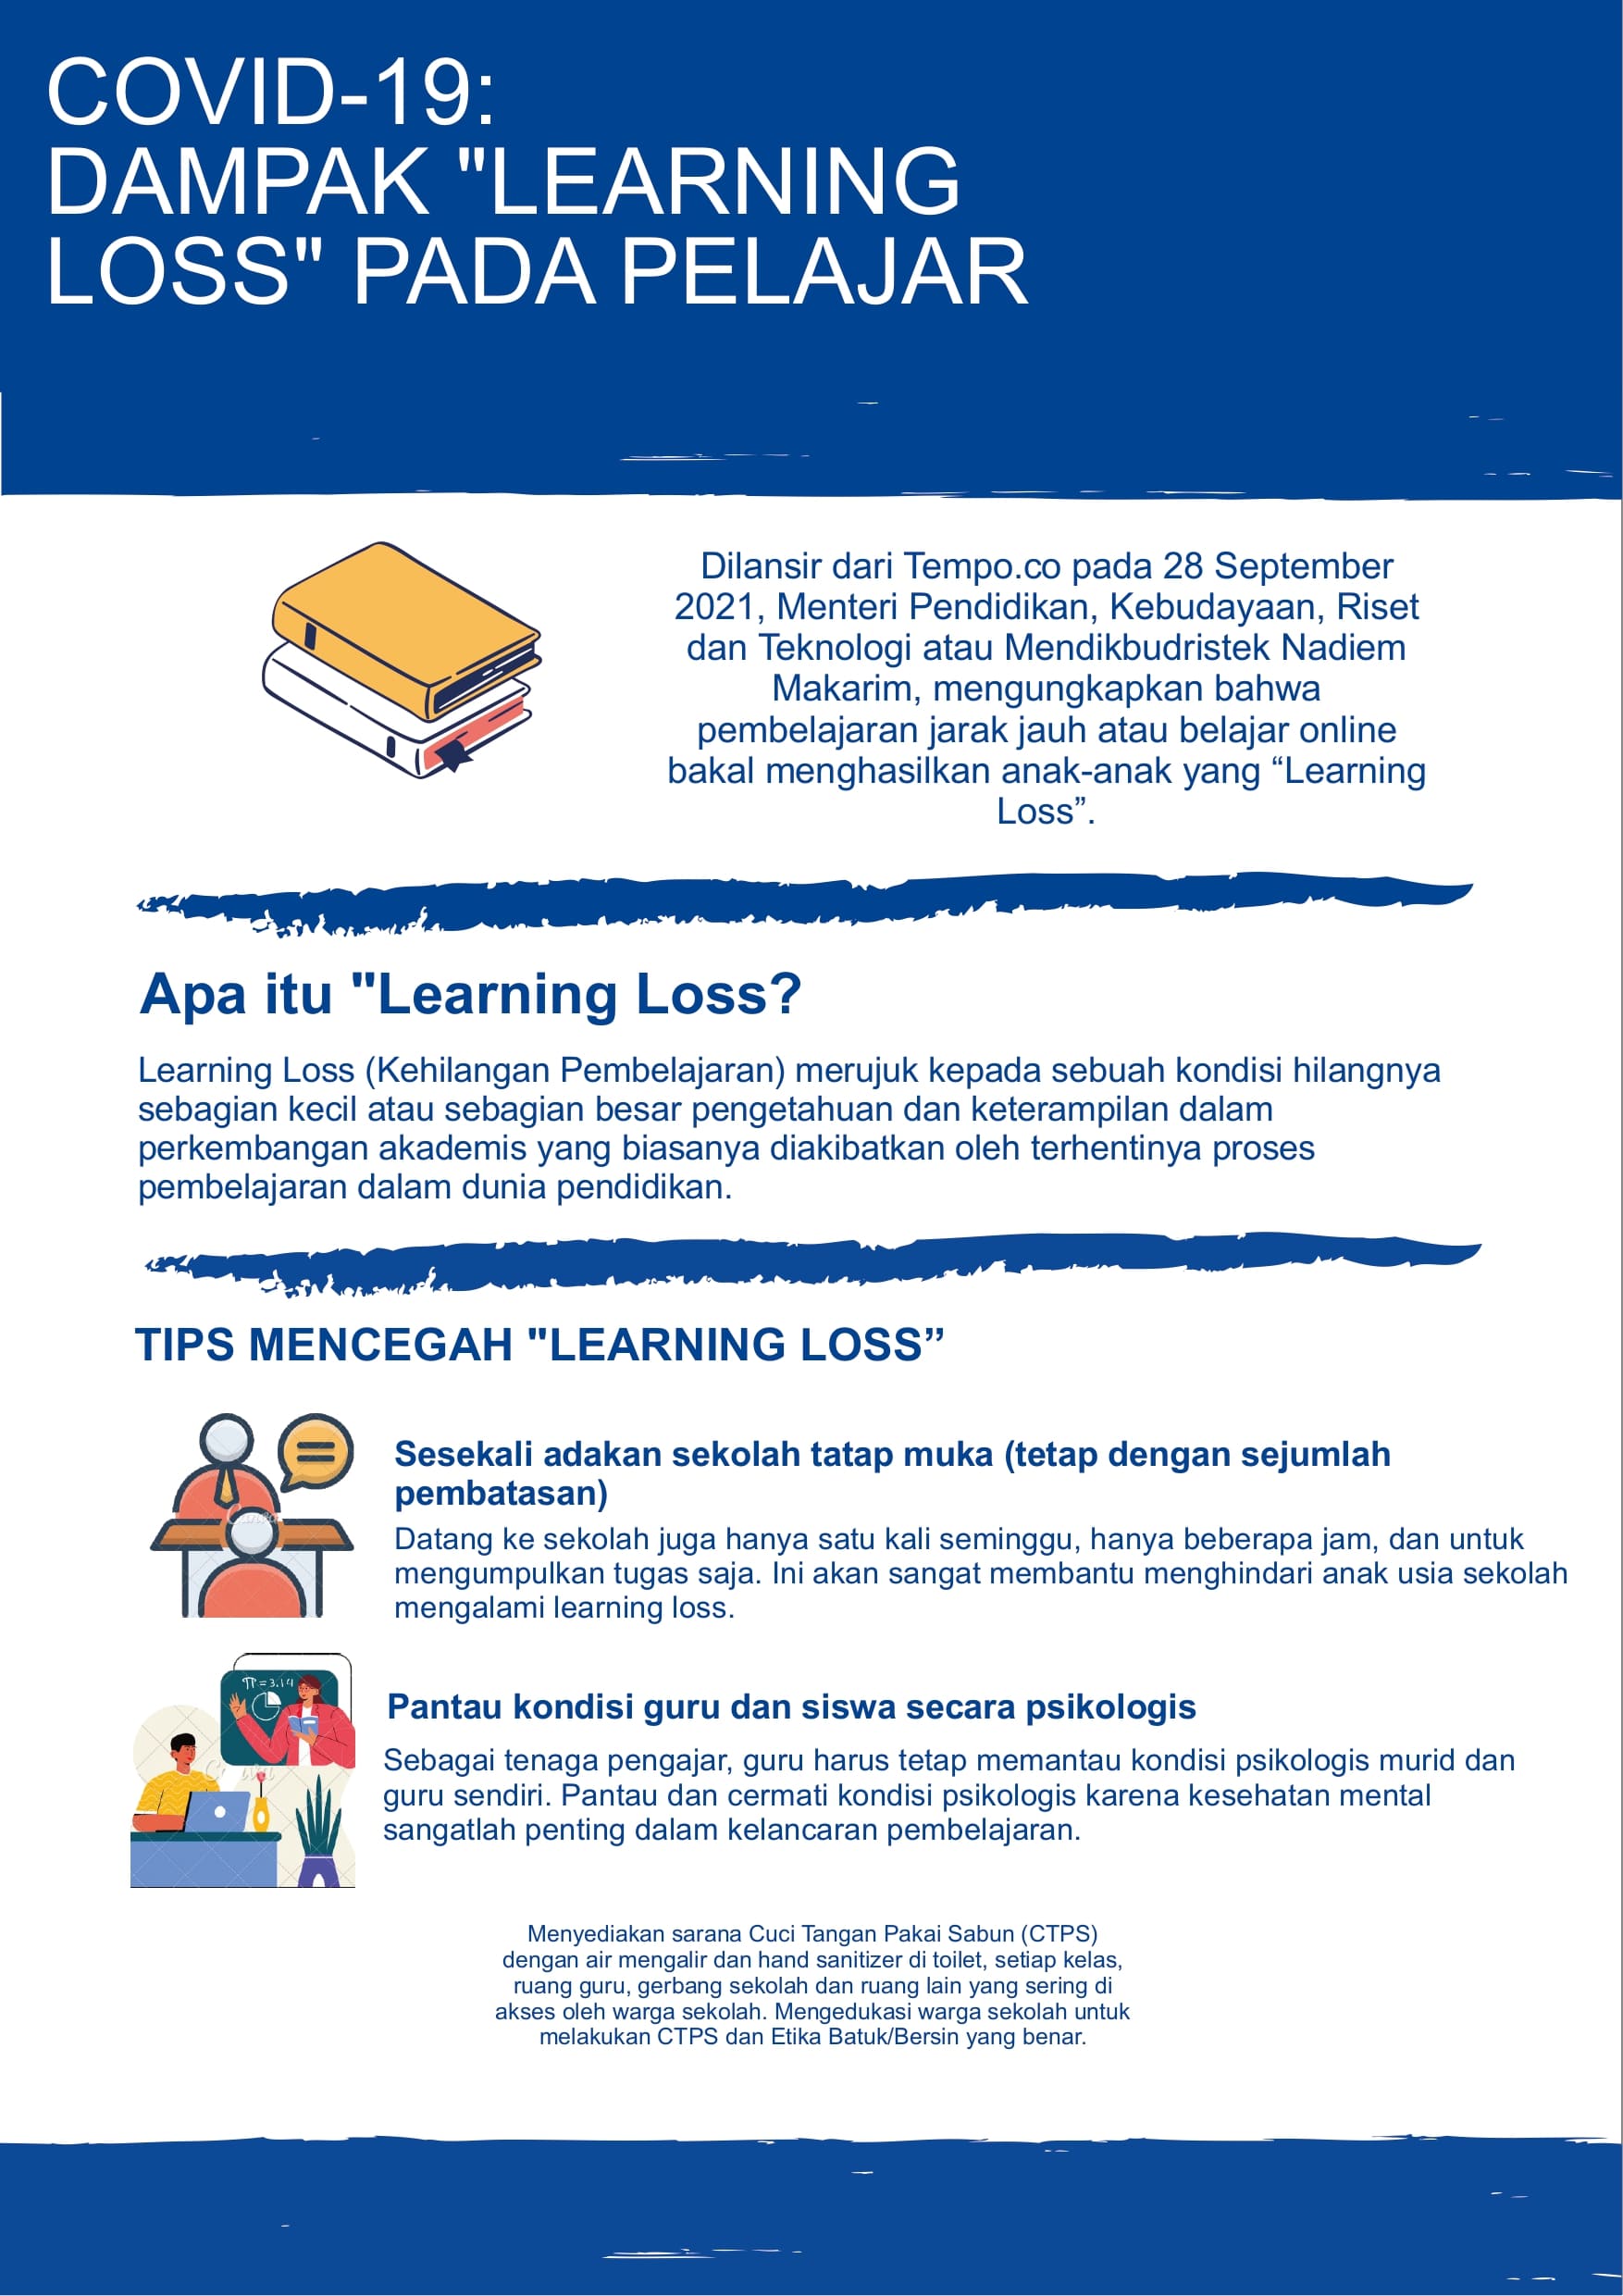 COVID-19:
DAMPAK "LEARNING
LOSS" PADA PELAJAR
Dilansir dari Tempo.co pada 28 September
2021, Menteri Pendidikan, Kebudayaan, Riset
dan Teknologi atau Mendikbudristek Nadiem
Makarim, mengungkapkan bahwa
pembelajaran jarak jauh atau belajar online
bakal menghasilkan anak-anak yang “Learning
Loss”.
Apa itu "Learning Loss?
Learning Loss (Kehilangan Pembelajaran) merujuk kepada sebuah kondisi hilangnya
sebagian kecil atau sebagian besar pengetahuan dan keterampilan dalam
perkembangan akademis yang biasanya diakibatkan oleh terhentinya proses
pembelajaran dalam dunia pendidikan.
TIPS MENCEGAH "LEARNING LOSS”
Sesekali adakan sekolah tatap muka (tetap dengan sejumlah
pembatasan)
Datang ke sekolah juga hanya satu kali seminggu, hanya beberapa jam, dan untuk
mengumpulkan tugas saja. Ini akan sangat membantu menghindari anak usia sekolah
mengalami learning loss.
π=3.14
Pantau kondisi guru dan siswa secara psikologis
Sebagai tenaga pengajar, guru harus tetap memantau kondisi psikologis murid dan
guru sendiri. Pantau dan cermati kondisi psikologis karena kesehatan mental
sangatlah penting dalam kelancaran pembelajaran.
Menyediakan sarana Cuci Tangan Pakai Sabun (CTPS)
dengan air mengalir dan hand sanitizer di toilet, setiap kelas,
ruang guru, gerbang sekolah dan ruang lain yang sering di
akses oleh warga sekolah. Mengedukasi warga sekolah untuk
melakukan CTPS dan Etika Batuk/Bersin yang benar.